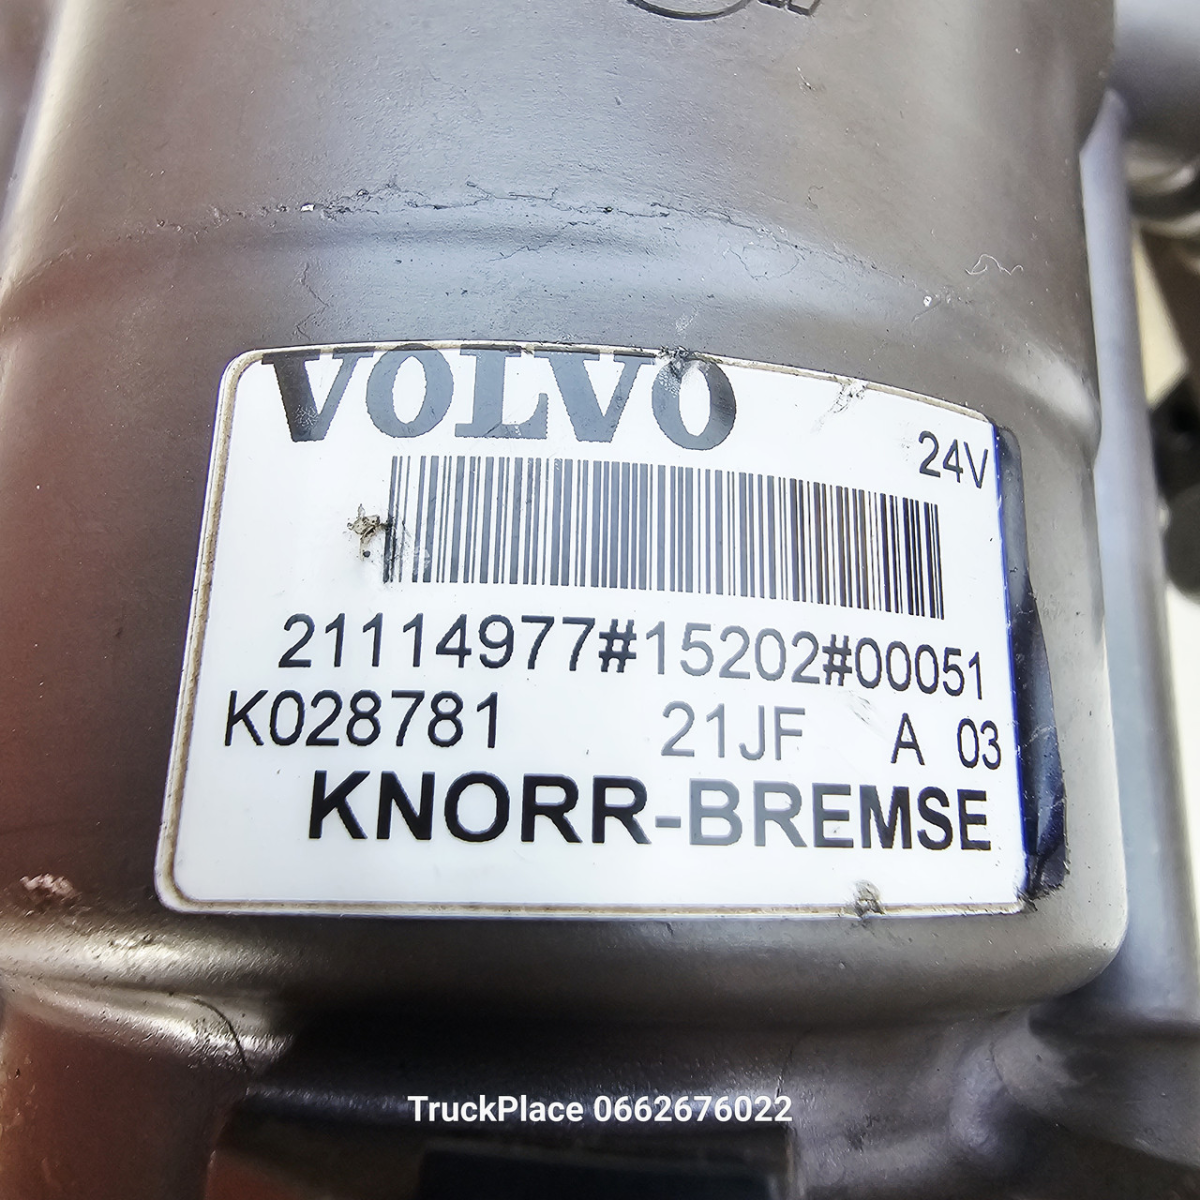 VOLVO
24V
21114977#15202#00051
K028781 21JF A 03
KNORR-BREMSE
TruckPlace 0662676022